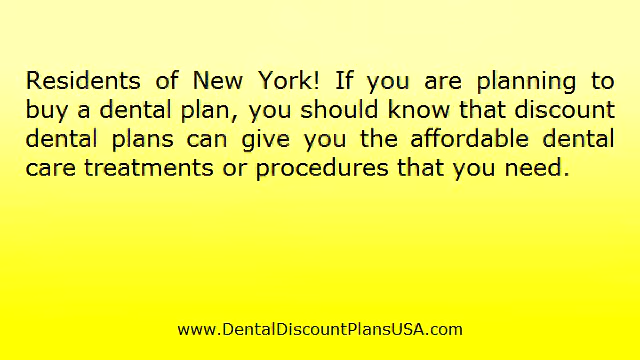 Residents of New York! If you are planning to
buy a dental plan, you should know that discount
dental plans can give you the affordable dental
care treatments or procedures that you need.
www.DentalDiscountPlansUSA.com